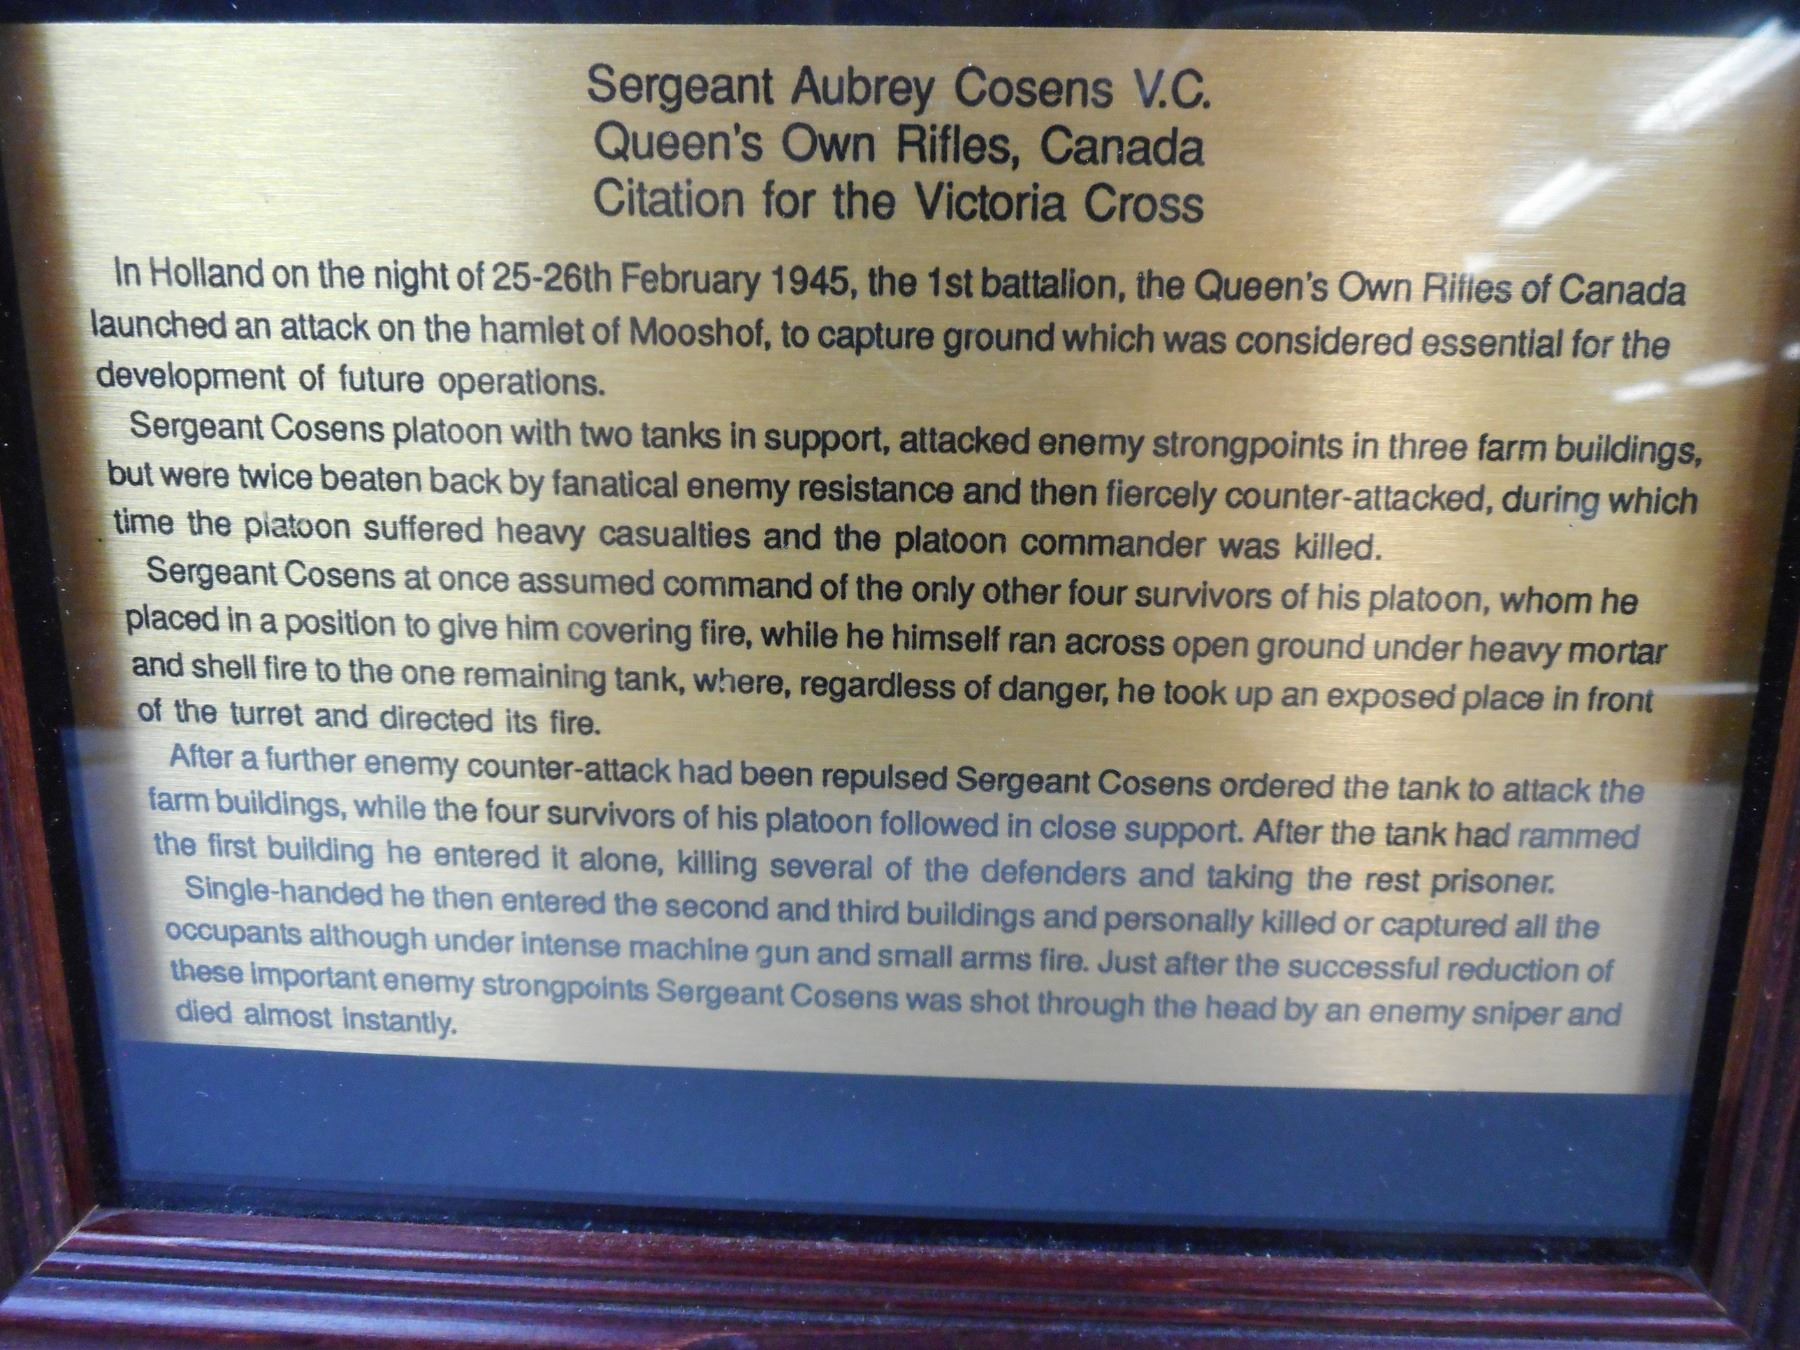 Sergeant Aubrey Cosens V.C.
Queen's Own Rifles, Canada
Citation for the Victoria Cross
In Holland on the night of 25-26th February 1945, the 1st battalion, the Queen's Own Rifles of Canada
launched an attack on the hamlet of Mooshof, to capture ground which was considered essential for the
development of future operations.
Sergeant Cosens platoon with two tanks in support, attacked enemy strongpoints in three farm buildings,
but were twice beaten back by fanatical enemy resistance and then fiercely counter-attacked, during which
time the platoon suffered heavy casualties and the platoon commander was killed.
Sergeant Cosens at once assumed command of the only other four survivors of his platoon, whom he
placed in a position to give him covering fire, while he himself ran across open ground under heavy mortar
and shell fire to the one remaining tank, where, regardless of danger, he took up an exposed place in front
of the turret and directed its fire.
After a further enemy counter-attack had been repulsed Sergeant Cosens ordered the tank to attack the
farm buildings, while the four survivors of his platoon followed in close support. After the tank had rammed
the first building he entered it alone, killing several of the defenders and taking the rest prisoner.
Single-handed he then entered the second and third buildings and personally killed or captured all the
occupants although under intense machine gun and small arms fire. Just after the successful reduction of
these important enemy strongpoints Sergeant Cosens was shot through the head by an enemy sniper and
died almost instantly.